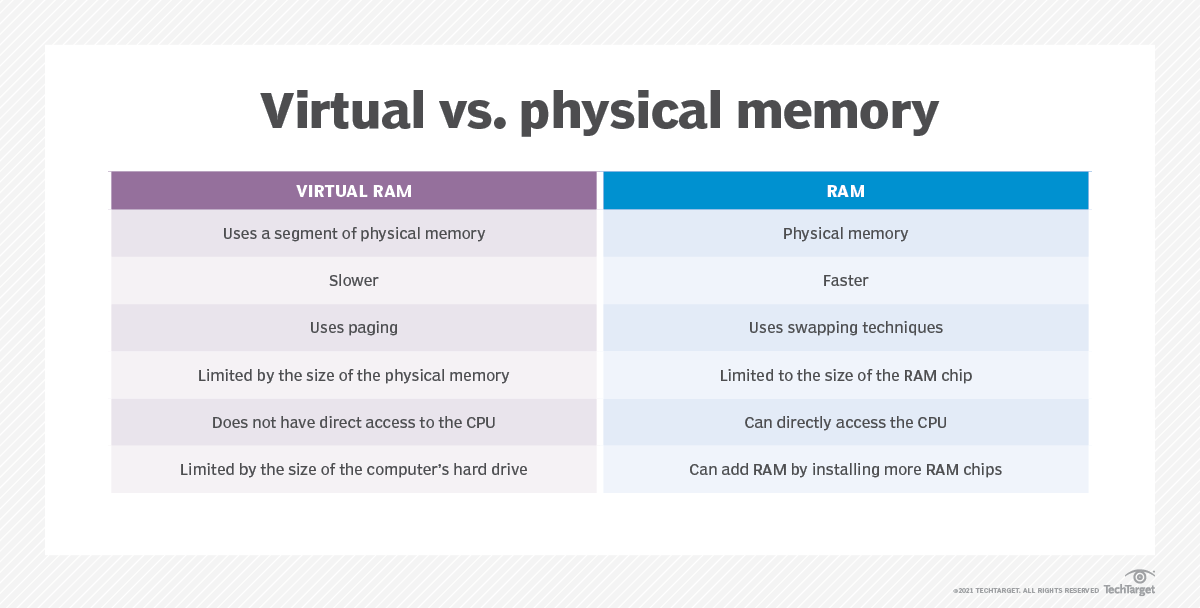 Virtual vs. physical memory
VIRTUAL RAM
RAM
Uses a segment of physical memory
Physical memory
Slower
Faster
Uses paging
Uses swapping techniques
Limited by the size of the physical memory
Limited to the size of the RAM chip
Does not have direct access to the CPU
Can directly access the CPU
Limited by the size of the computer's hard drive
Can add RAM by installing more RAM chips
©2021 TECHTARGET. ALL RIGHTS RESERVED TechTarget